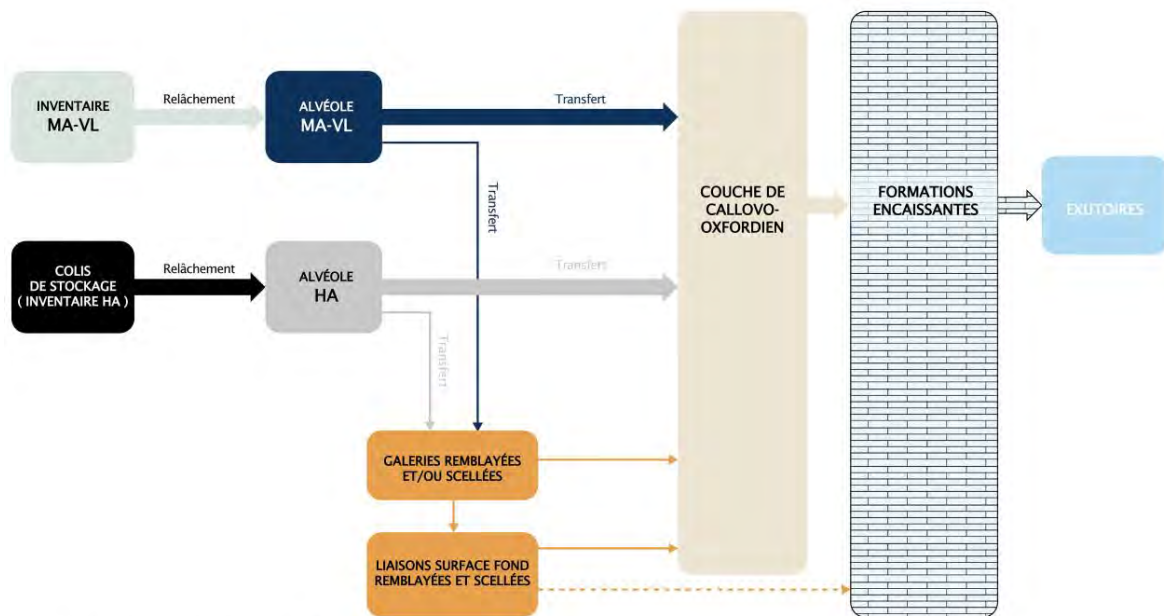 INVENTAIRE
MA-VL
Relâchement
ALVÉOLE
MA-VL
Transfert
Transfert
COLIS
DE STOCKAGE
( INVENTAIRE HA )
Relâchement
ALVÉOLE
HA
Transfert
Transfert
GALERIES REMBLAYÉES
ET/OU SCELLÉES
LIAISONS SURFACE FOND
REMBLAYÉES ET SCELLÉES
COUCHE DE
CALLOVO-
OXFORDIEN
FORMATIONS
ENCAISSANTES
EXUTOIRES